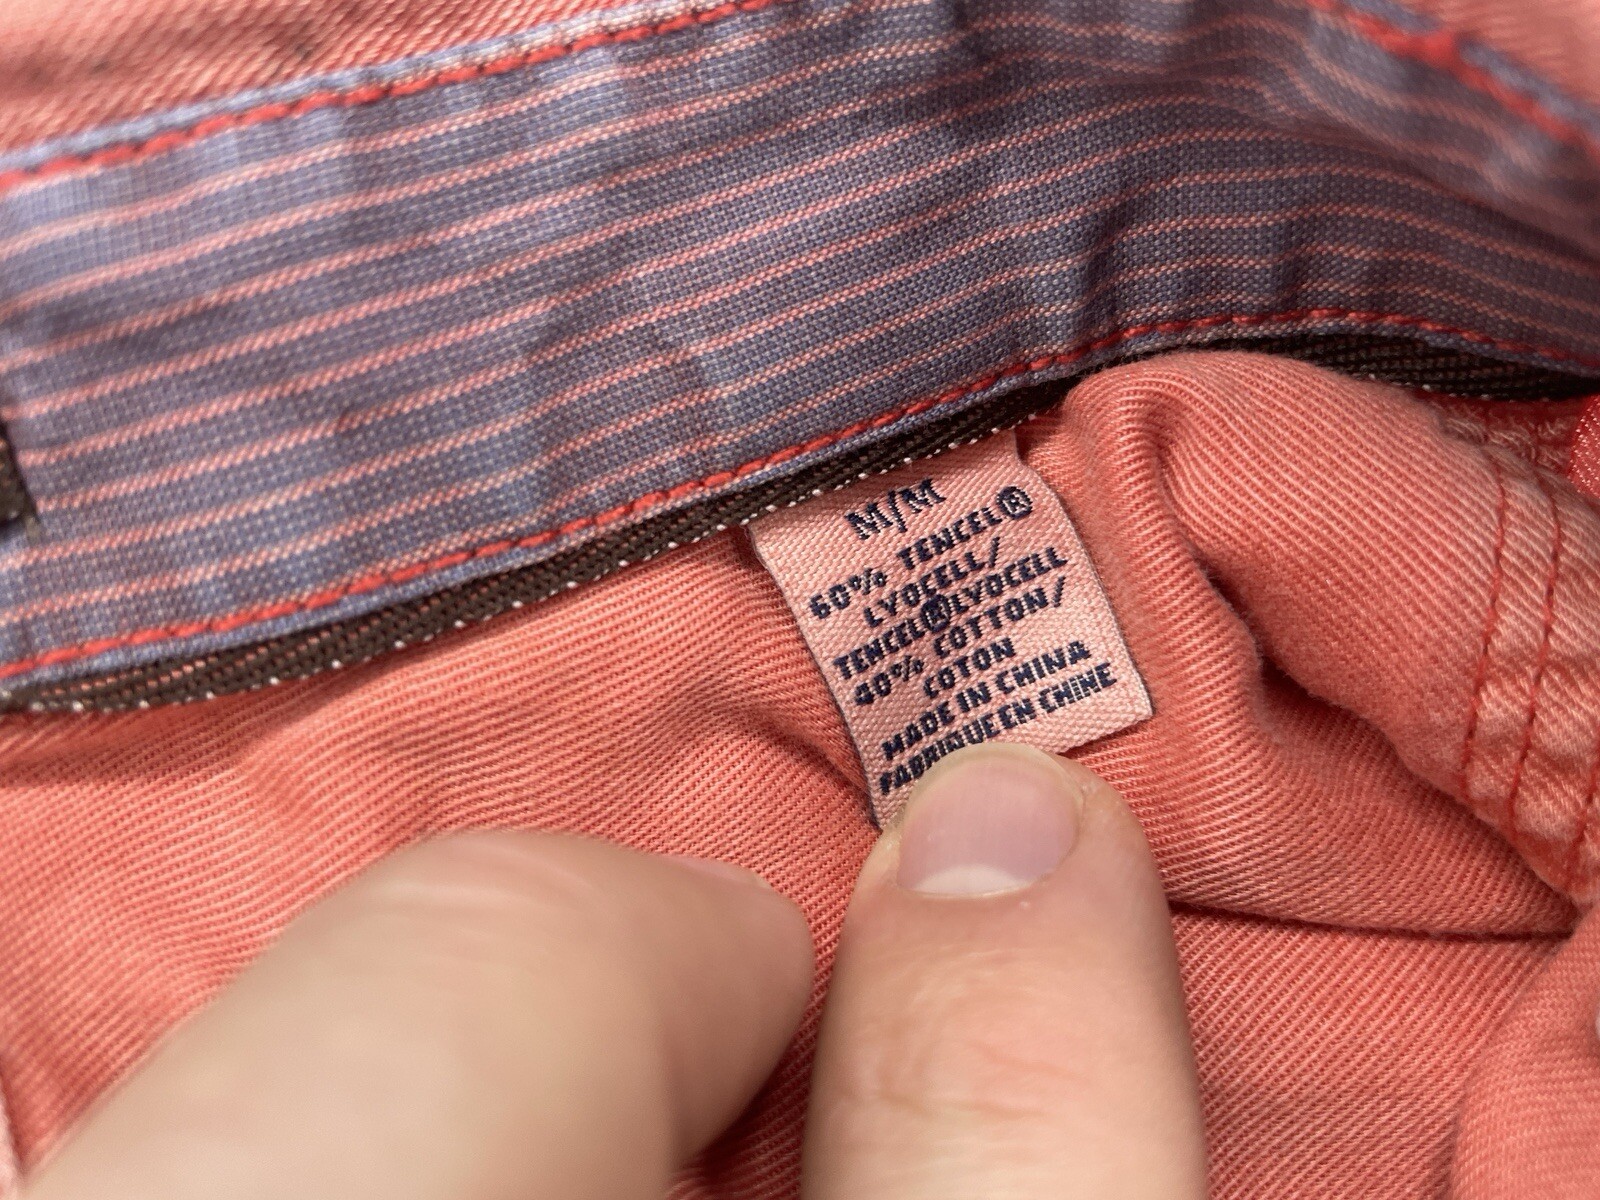 M/M
60% TENCEL®
LYOCELL/
TENCEL®LYOCELL
40% COTTON/
COTON
MADE IN CHINA
FABRIQUE EN CHINE